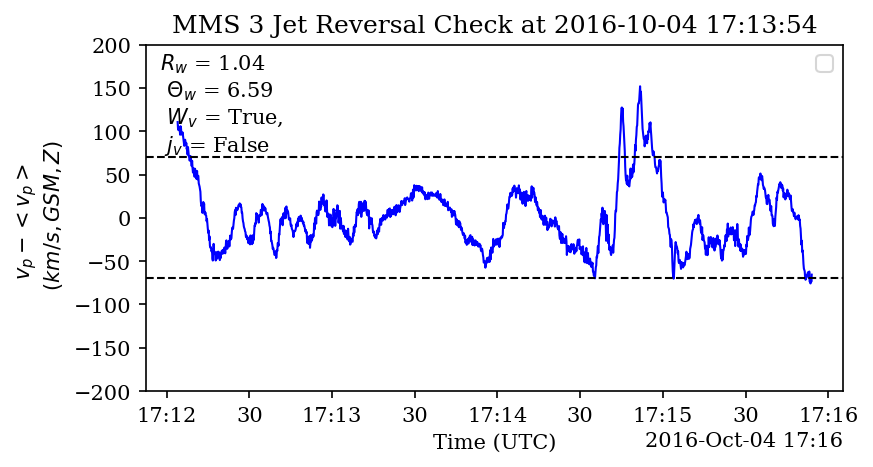 MMS 3 Jet Reversal Check at 2016-10-04 17:13:54
200
150
100
50
0
−50
−100
−150
−200
v_p − <v_p>
(km/s, GSM, Z)
R_w = 1.04
Θ_w = 6.59
W_v = True,
j_v = False
17:12 30 17:13 30 17:14 30 17:15 30 17:16
Time (UTC)
2016-Oct-04 17:16